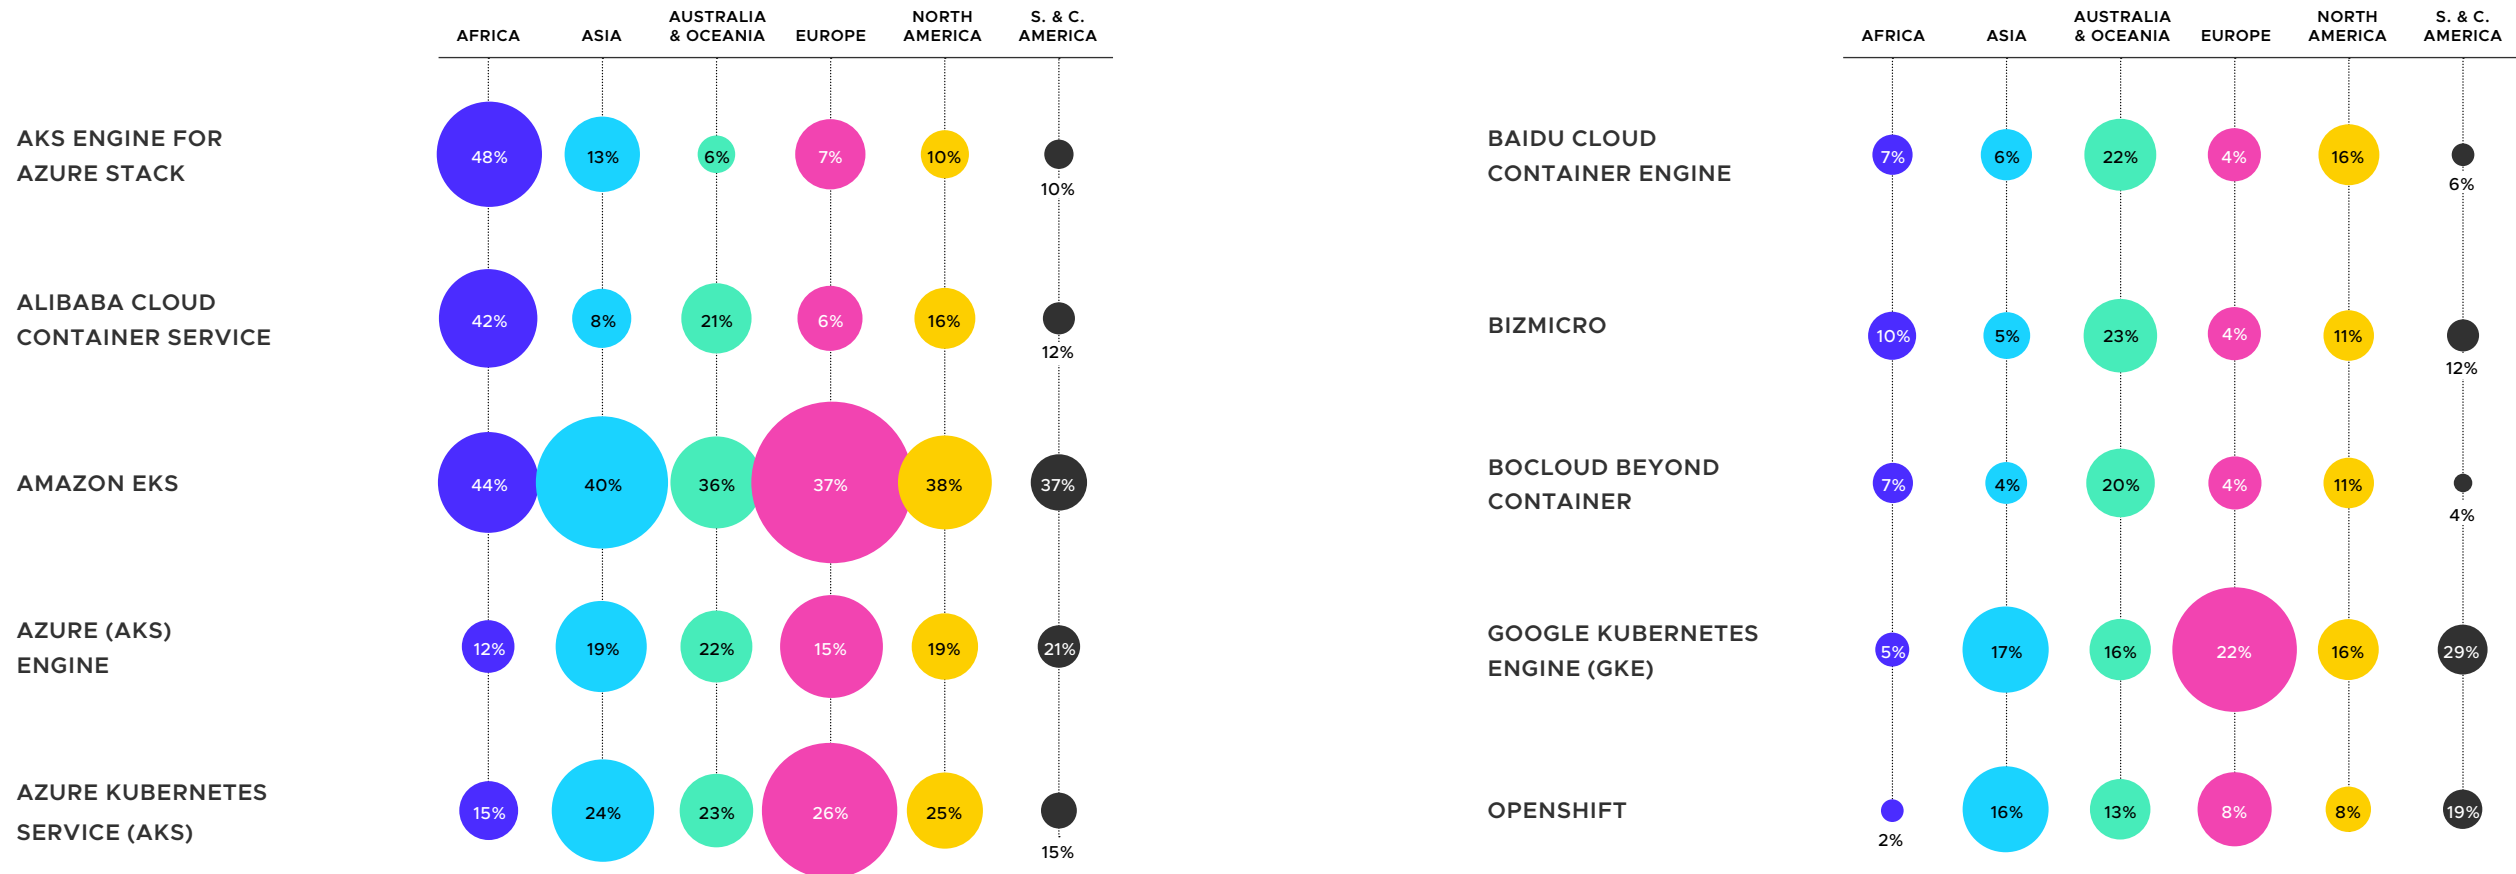 AFRICA ASIA AUSTRALIA & OCEANIA EUROPE NORTH AMERICA S. & C. AMERICA
AKS ENGINE FOR
AZURE STACK
48% 13% 6% 7% 10% 10%
ALIBABA CLOUD
CONTAINER SERVICE
42% 8% 21% 6% 16% 12%
AMAZON EKS
44% 40% 36% 37% 38% 37%
AZURE (AKS)
ENGINE
12% 19% 22% 15% 19% 21%
AZURE KUBERNETES
SERVICE (AKS)
15% 24% 23% 26% 25% 15%
AFRICA ASIA AUSTRALIA & OCEANIA EUROPE NORTH AMERICA S. & C. AMERICA
BAIDU CLOUD
CONTAINER ENGINE
7% 6% 22% 4% 16% 6%
BIZMICRO
10% 5% 23% 4% 11% 12%
BOCLOUD BEYOND
CONTAINER
7% 4% 20% 4% 11% 4%
GOOGLE KUBERNETES
ENGINE (GKE)
5% 17% 16% 22% 16% 29%
OPENSHIFT
2% 16% 13% 8% 8% 19%